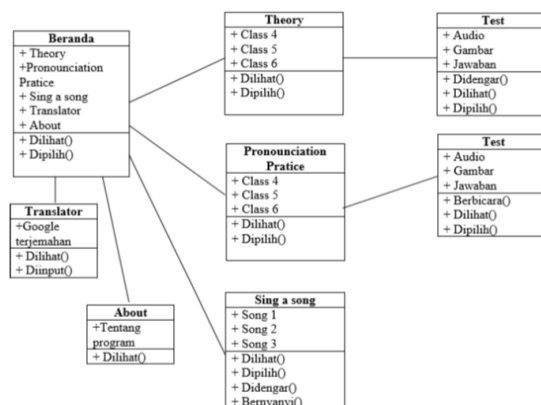 Beranda
+ Theory
+Pronounciation
Pratice
+ Sing a song
+ Translator
+ About
+ Dilihat()
+ Dipilih()
Theory
+ Class 4
+ Class 5
+ Class 6
+ Dilihat()
+ Dipilih()
Test
+ Audio
+ Gambar
+ Jawaban
+ Didengar()
+ Dilihat()
+ Dipilih()
Pronounciation
Pratice
+ Class 4
+ Class 5
+ Class 6
+ Dilihat()
+ Dipilih()
Test
+ Audio
+ Gambar
+ Jawaban
+ Berbicara()
+ Dilihat()
+ Dipilih()
Translator
+Google
terjemahan
+ Dilihat()
+ Diinput()
About
+Tentang
program
+ Dilihat()
Sing a song
+ Song 1
+ Song 2
+ Song 3
+ Dilihat()
+ Dipilih()
+ Didengar()
+ Bernyanyi()